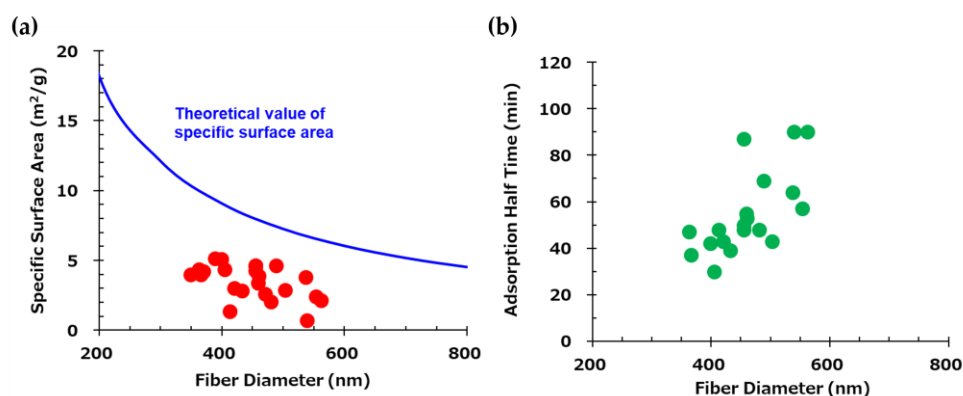 (a)
(b)
20
15
10
5
0
Specific Surface Area (m²/g)
Theoretical value of
specific surface area
200
400
600
800
Fiber Diameter (nm)
120
100
80
60
40
20
0
Adsorption Half Time (min)
200
400
600
800
Fiber Diameter (nm)